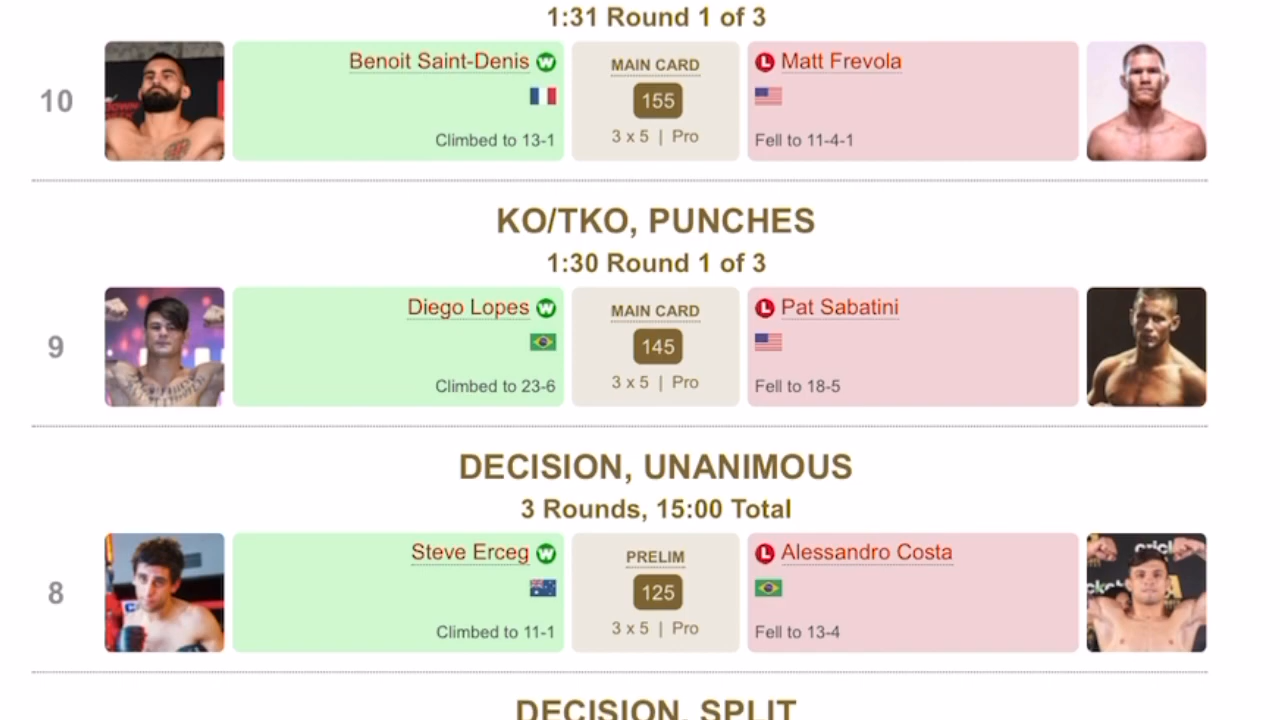 1:31 Round 1 of 3
10
Benoit Saint-Denis W
MAIN CARD
L Matt Frevola
155
Climbed to 13-1
3 x 5 | Pro
Fell to 11-4-1
KO/TKO, PUNCHES
1:30 Round 1 of 3
9
Diego Lopes W
MAIN CARD
L Pat Sabatini
145
Climbed to 23-6
3 x 5 | Pro
Fell to 18-5
DECISION, UNANIMOUS
3 Rounds, 15:00 Total
8
Steve Erceg W
PRELIM
L Alessandro Costa
125
Climbed to 11-1
3 x 5 | Pro
Fell to 13-4
DECISION, SPLIT